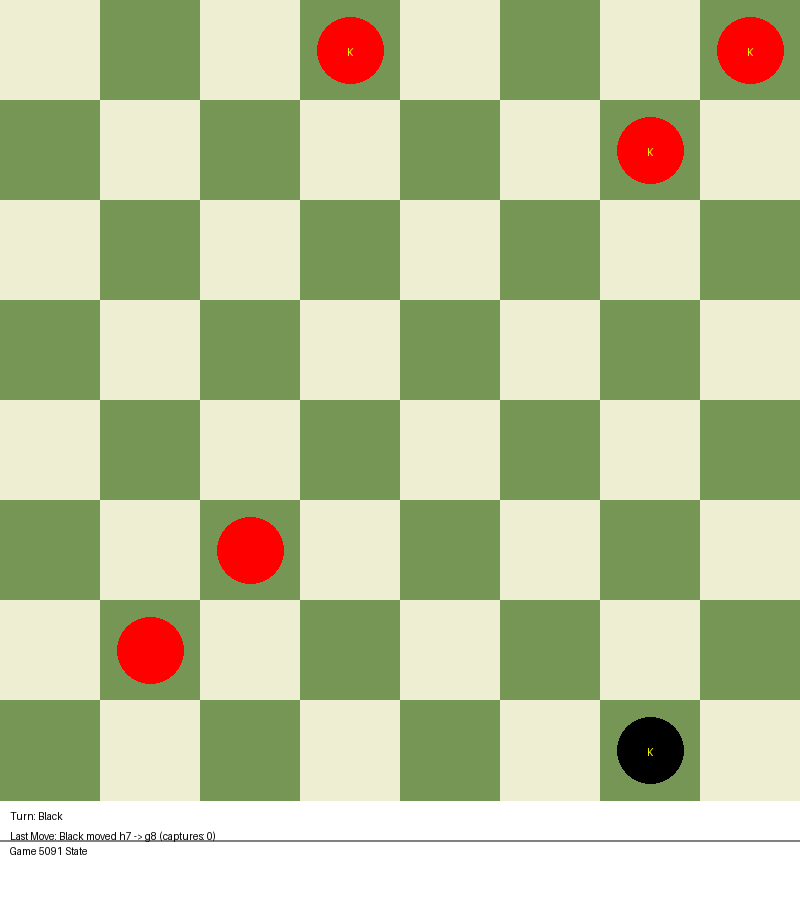 K K
K
K
Turn: Black
Last Move: Black moved h7 -> g8 (captures: 0)
Game 5091 State